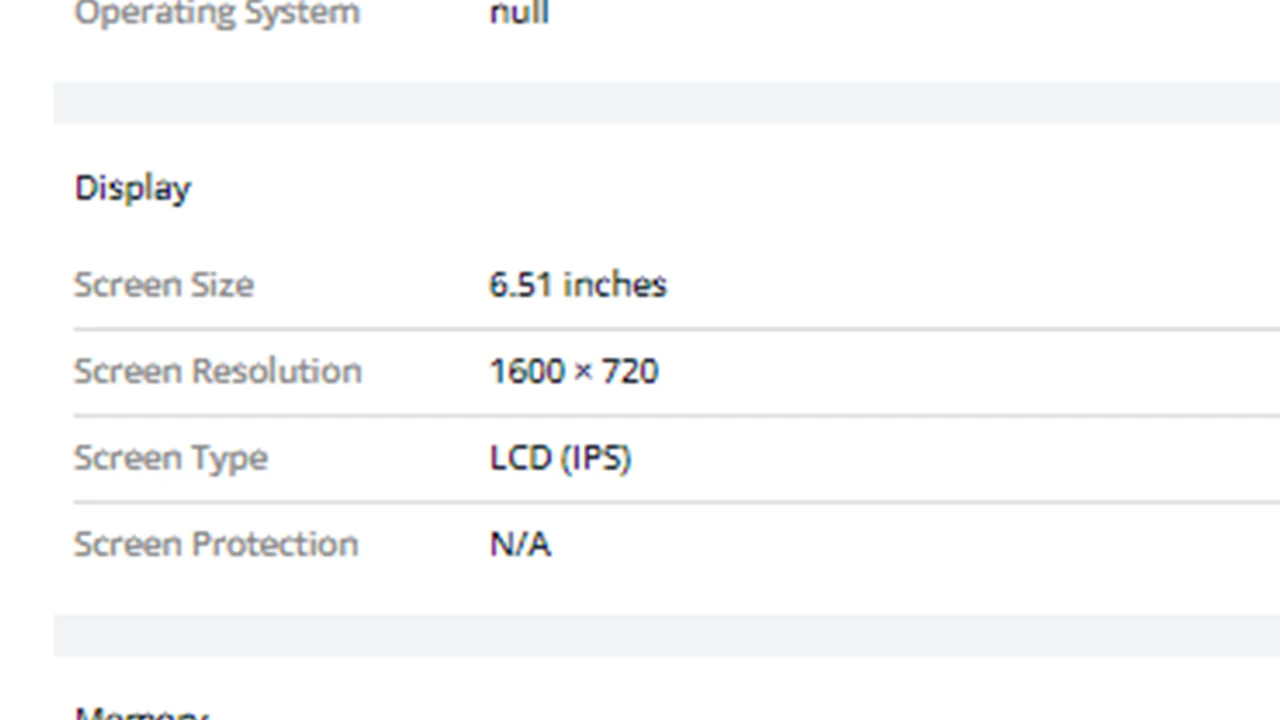 Operating System null
Display
Screen Size 6.51 inches
Screen Resolution 1600 × 720
Screen Type LCD (IPS)
Screen Protection N/A
Memory